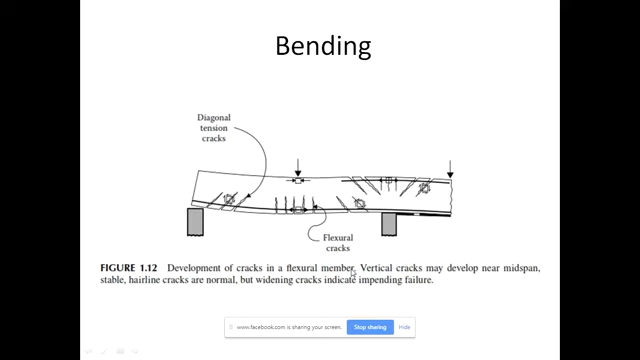 Bending
Diagonal
tension
cracks
Flexural
cracks
FIGURE 1.12 Development of cracks in a flexural member. Vertical cracks may develop near midspan,
stable, hairline cracks are normal, but widening cracks indicate impending failure.
www.facebook.com is sharing your screen. Stop sharing Hide